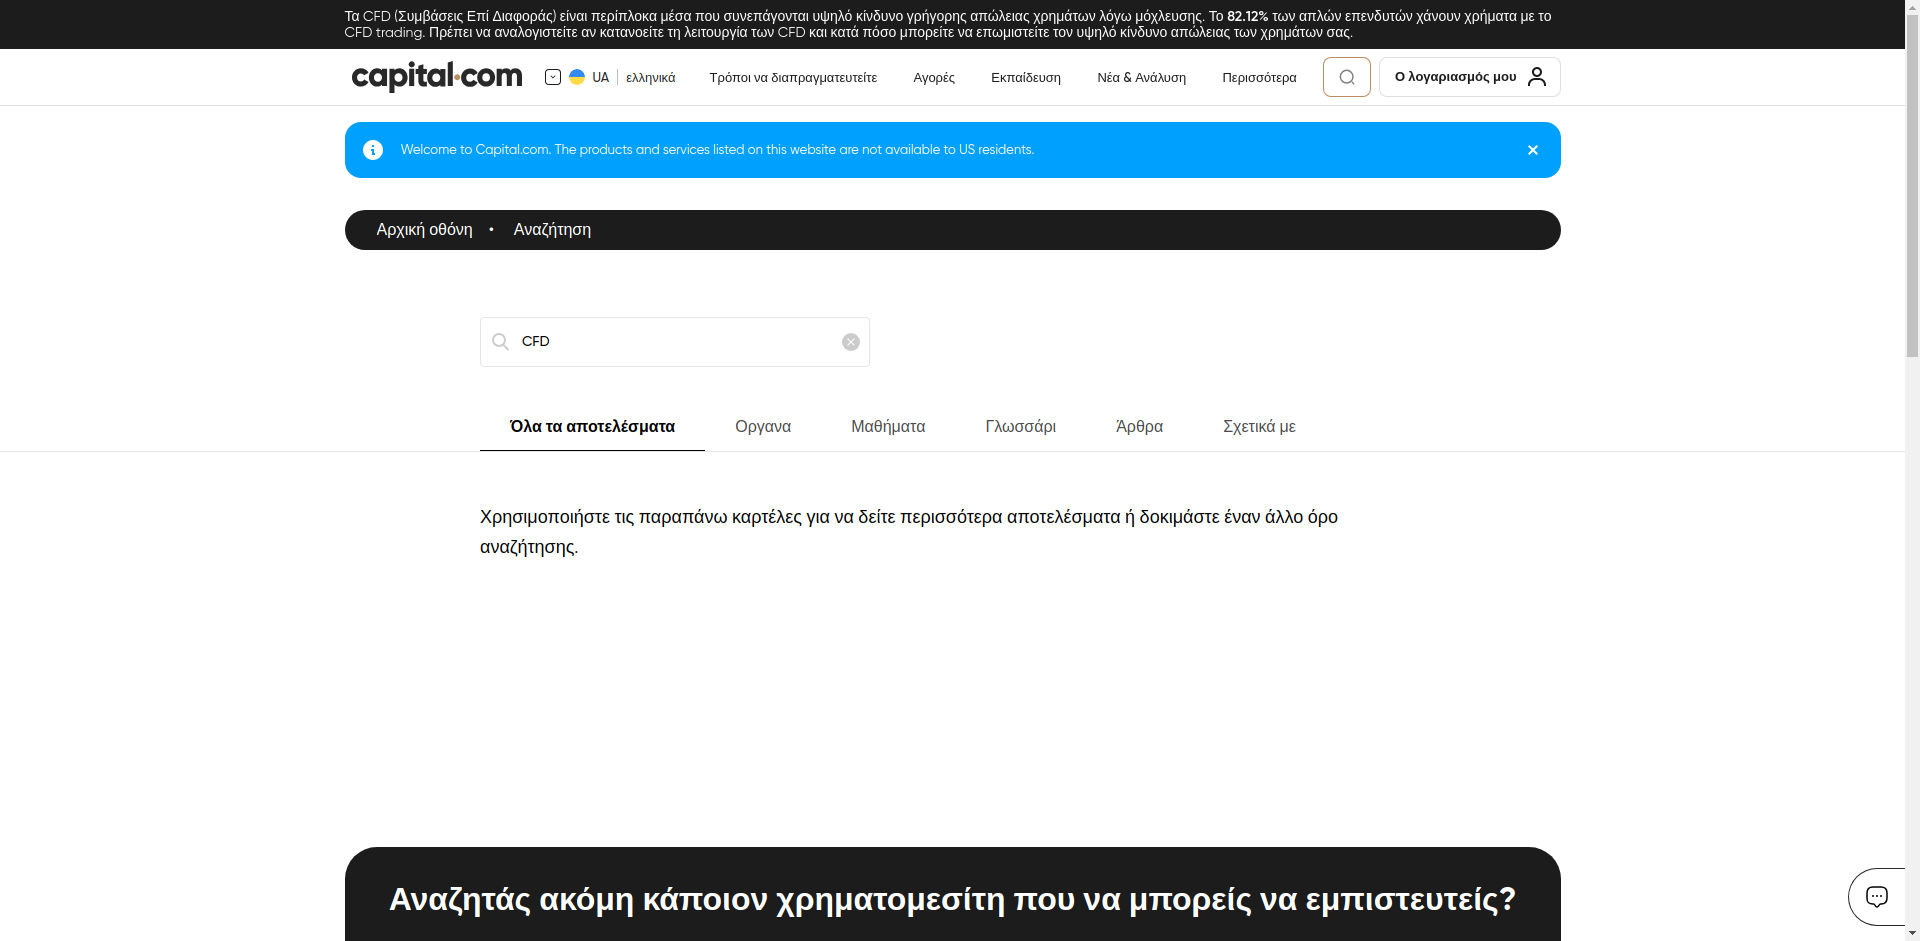 Τα CFD (Συμβάσεις Επί Διαφοράς) είναι περίπλοκα μέσα που συνεπάγονται υψηλό κίνδυνο γρήγορης απώλειας χρημάτων λόγω μόχλευσης. Το 82.12% των απλών επενδυτών χάνουν χρήματα με το
CFD trading. Πρέπει να αναλογιστείτε αν κατανοείτε τη λειτουργία των CFD και κατά πόσο μπορείτε να επωμιστείτε τον υψηλό κίνδυνο απώλειας των χρημάτων σας.
capital.com UA ελληνικά Τρόποι να διαπραγματευτείτε Αγορές Εκπαίδευση Νέα & Ανάλυση Περισσότερα Ο λογαριασμός μου
Welcome to Capital.com. The products and services listed on this website are not available to US residents.
Αρχική οθόνη • Αναζήτηση
CFD
Όλα τα αποτελέσματα Οργανα Μαθήματα Γλωσσάρι Άρθρα Σχετικά με
Χρησιμοποιήστε τις παραπάνω καρτέλες για να δείτε περισσότερα αποτελέσματα ή δοκιμάστε έναν άλλο όρο
αναζήτησης.
Αναζητάς ακόμη κάποιον χρηματομεσίτη που να μπορείς να εμπιστευτείς?